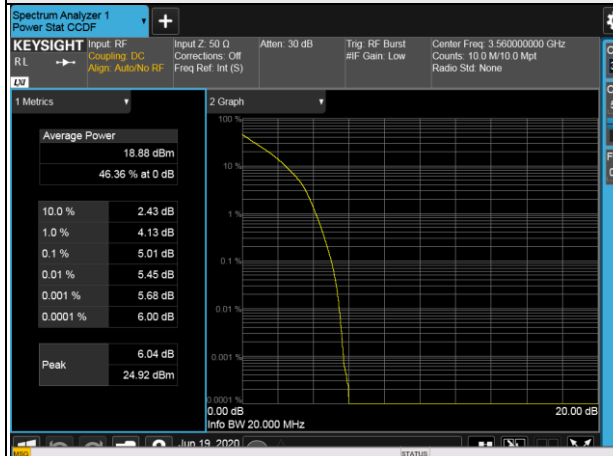 Spectrum Analyzer 1
Power Stat CCDF
KEYSIGHT
RL
LXI
Input: RF
Coupling: DC
Align: Auto/No RF
Input Z: 50 Ω
Corrections: Off
Freq Ref: Int (S)
Atten: 30 dB
Trig: RF Burst
#IF Gain: Low
Center Freq: 3.560000000 GHz
Counts: 10.0 M/10.0 Mpt
Radio Std: None
1 Metrics
Average Power
18.88 dBm
46.36 % at 0 dB
10.0 % 2.43 dB
1.0 % 4.13 dB
0.1 % 5.01 dB
0.01 % 5.45 dB
0.001 % 5.68 dB
0.0001 % 6.00 dB
Peak
6.04 dB
24.92 dBm
2 Graph
100 %
10 %
1 %
0.1 %
0.01 %
0.001 %
0.0001 %
0.00 dB 20.00 dB
Info BW 20.000 MHz
Jun 19, 2020
MSG STATUS